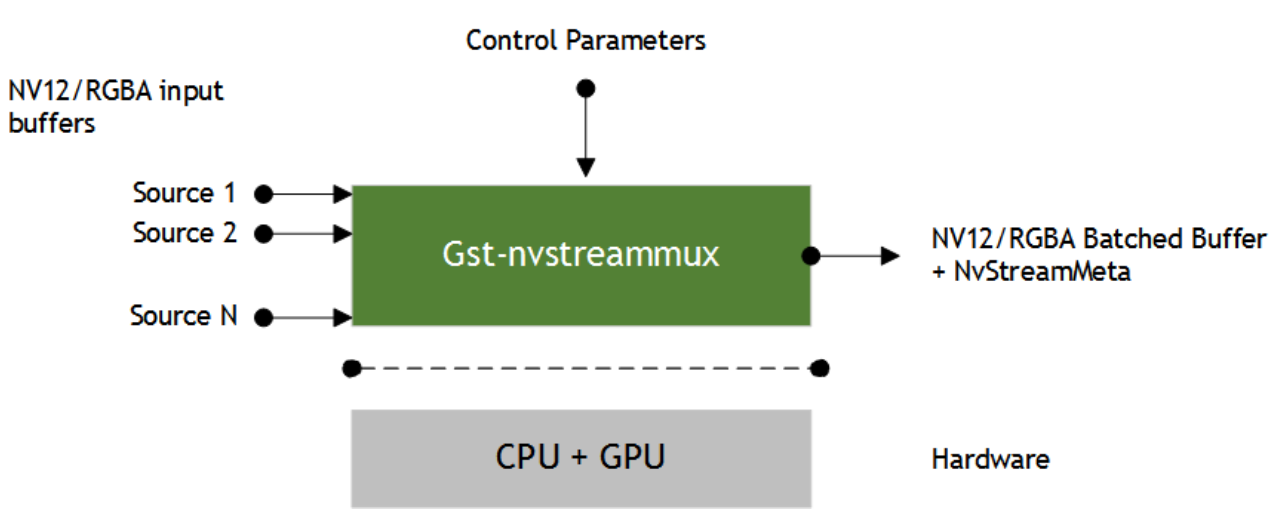 Control Parameters
NV12/RGBA input
buffers
Source 1
Source 2
Source N
Gst-nvstreammux
NV12/RGBA Batched Buffer
+ NvStreamMeta
CPU + GPU
Hardware